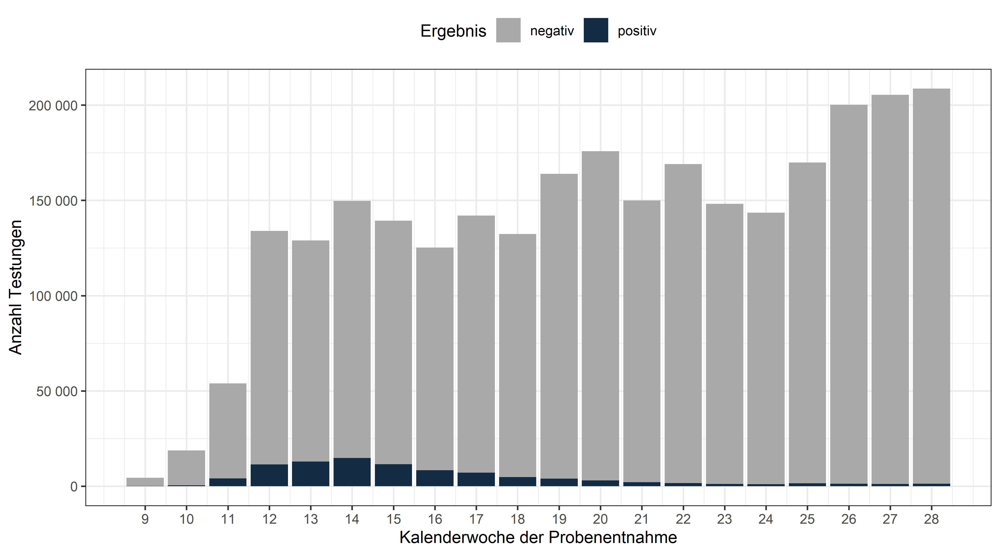 Ergebnis negativ positiv
200 000
150 000
100 000
50 000
0
Anzahl Testungen
9 10 11 12 13 14 15 16 17 18 19 20 21 22 23 24 25 26 27 28
Kalenderwoche der Probenentnahme